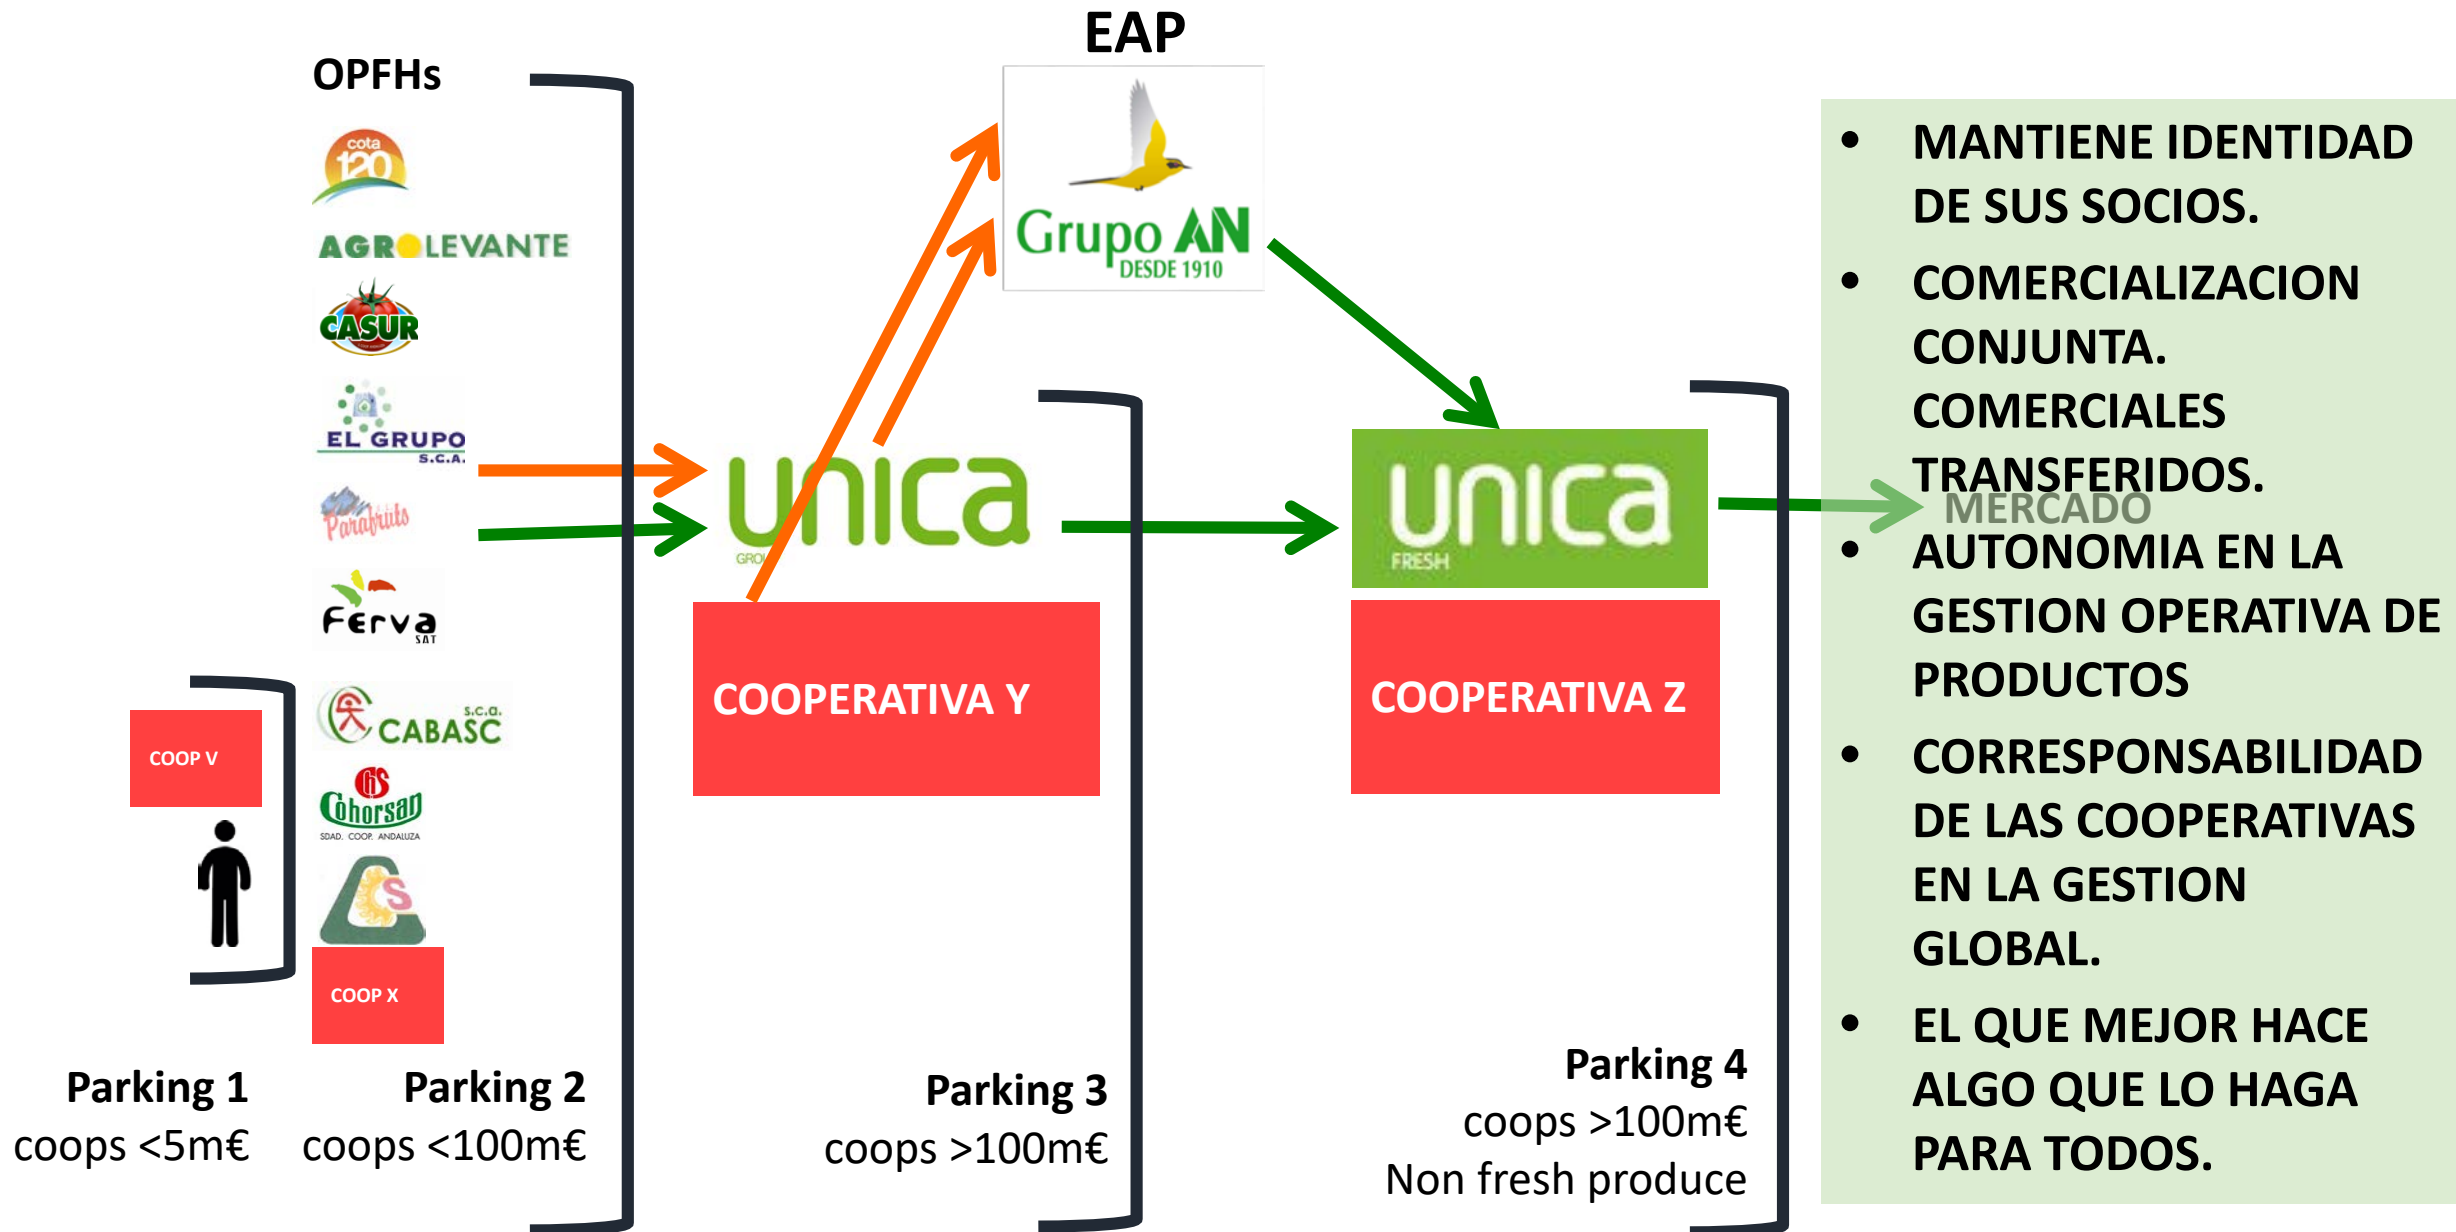 EAP
OPFHs
cota
120
AGROLEVANTE
CASUR
EL GRUPO
S.C.A.
Parafruts
Ferva
SAT
s.c.a.
CABASC
CHS
Cohorsan
SDAD. COOP. ANDALUZA
S
COOP V
COOP X
Grupo AN
DESDE 1910
unica
unica
FRESH
COOPERATIVA Y
COOPERATIVA Z
MERCADO
• MANTIENE IDENTIDAD
DE SUS SOCIOS.
• COMERCIALIZACION
CONJUNTA.
COMERCIALES
TRANSFERIDOS.
• AUTONOMIA EN LA
GESTION OPERATIVA DE
PRODUCTOS
• CORRESPONSABILIDAD
DE LAS COOPERATIVAS
EN LA GESTION
GLOBAL.
• EL QUE MEJOR HACE
ALGO QUE LO HAGA
PARA TODOS.
Parking 1
coops <5m€
Parking 2
coops <100m€
Parking 3
coops >100m€
Parking 4
coops >100m€
Non fresh produce